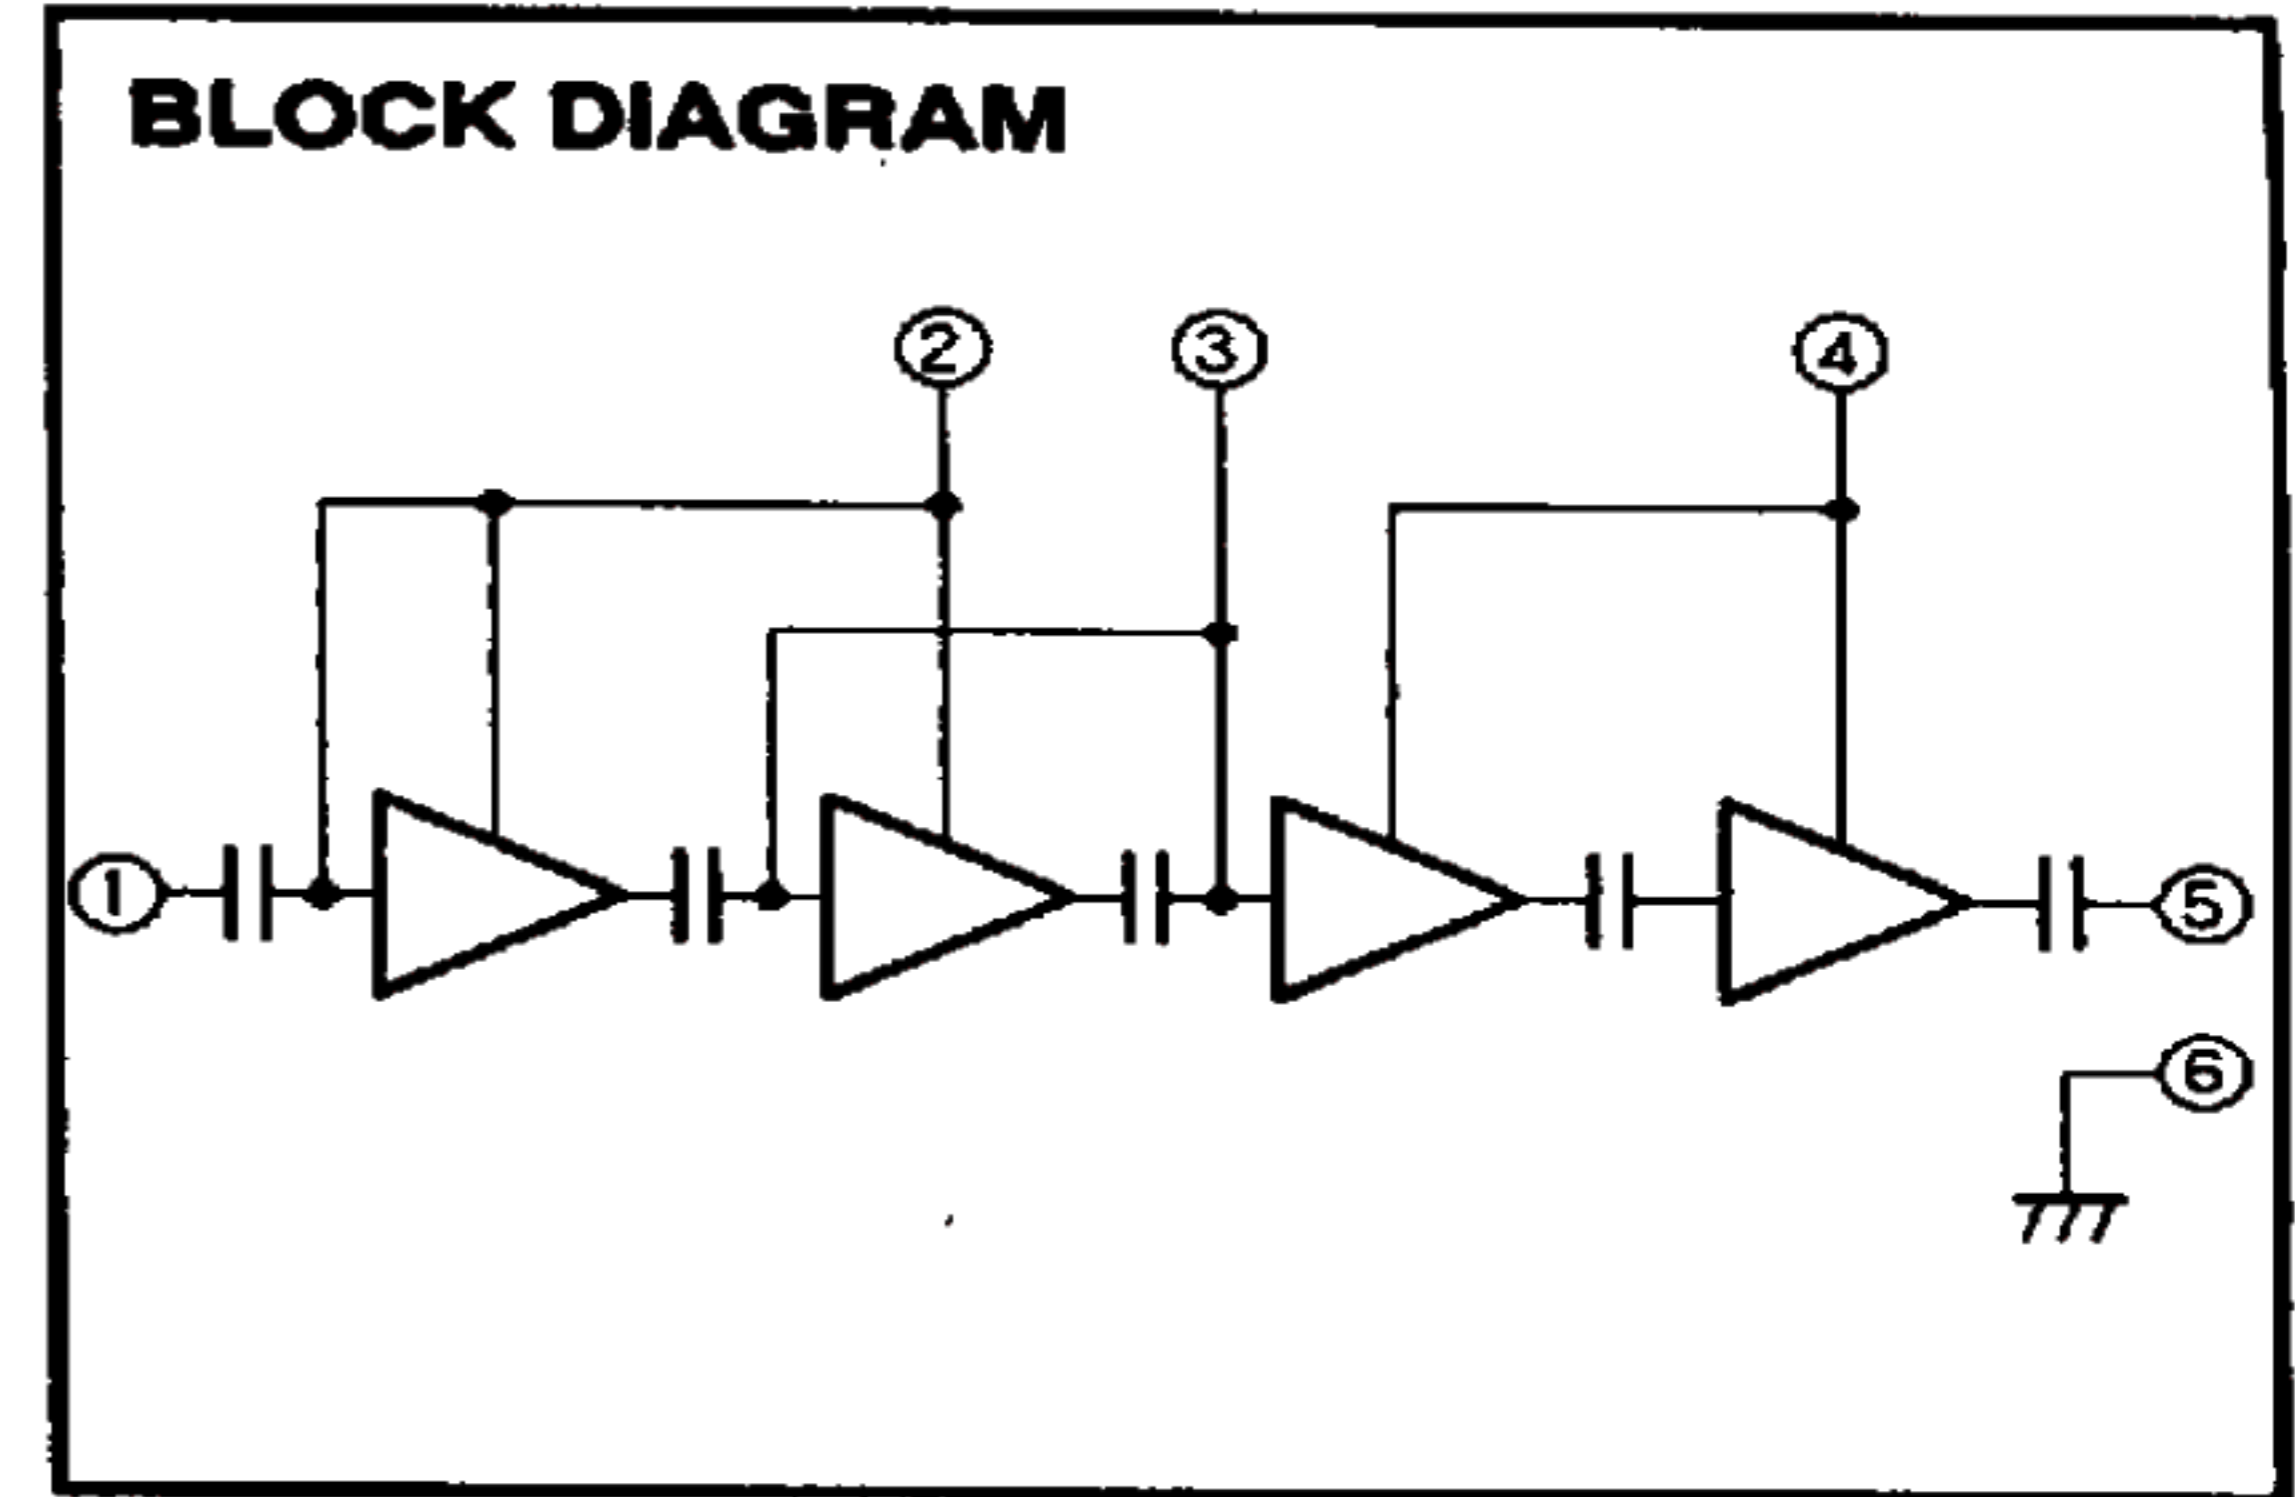 BLOCK DIAGRAM
② ③ ④
① ⑤
⑥